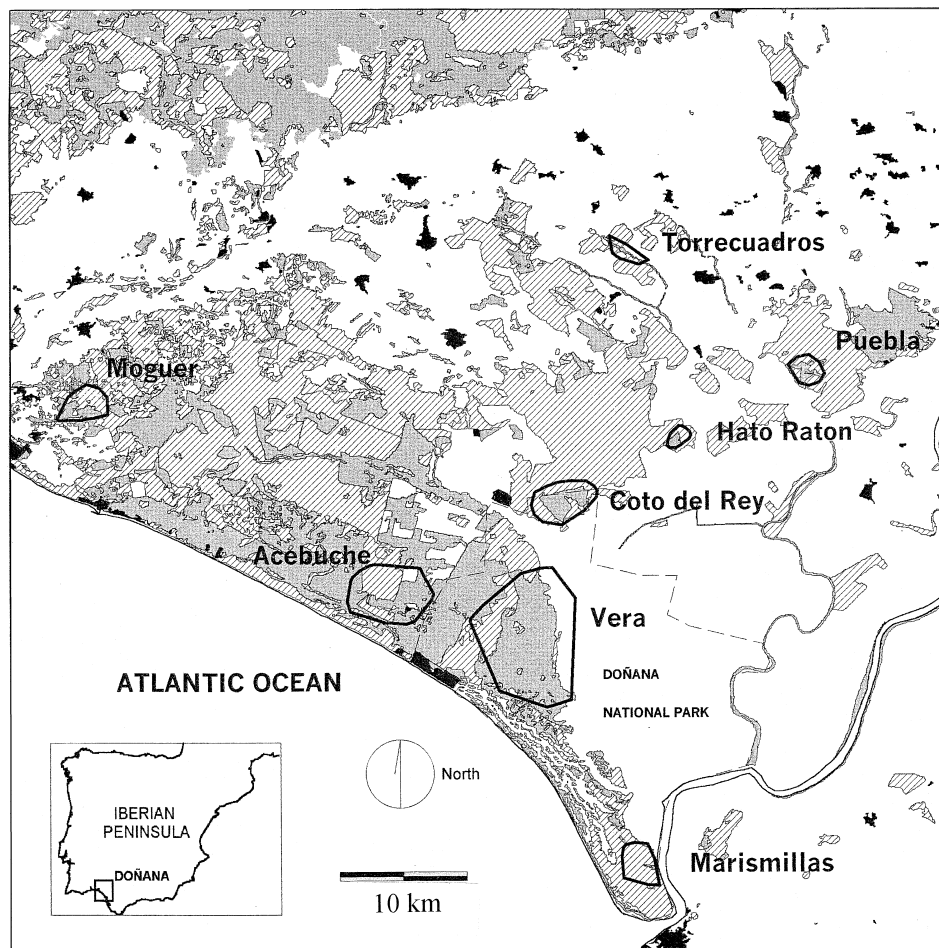 Torrecuadros
Puebla
Moguer
Hato Raton
Coto del Rey
Acebuche
Vera
ATLANTIC OCEAN
DOÑANA
NATIONAL PARK
IBERIAN
PENINSULA
DOÑANA
North
Marismillas
10 km